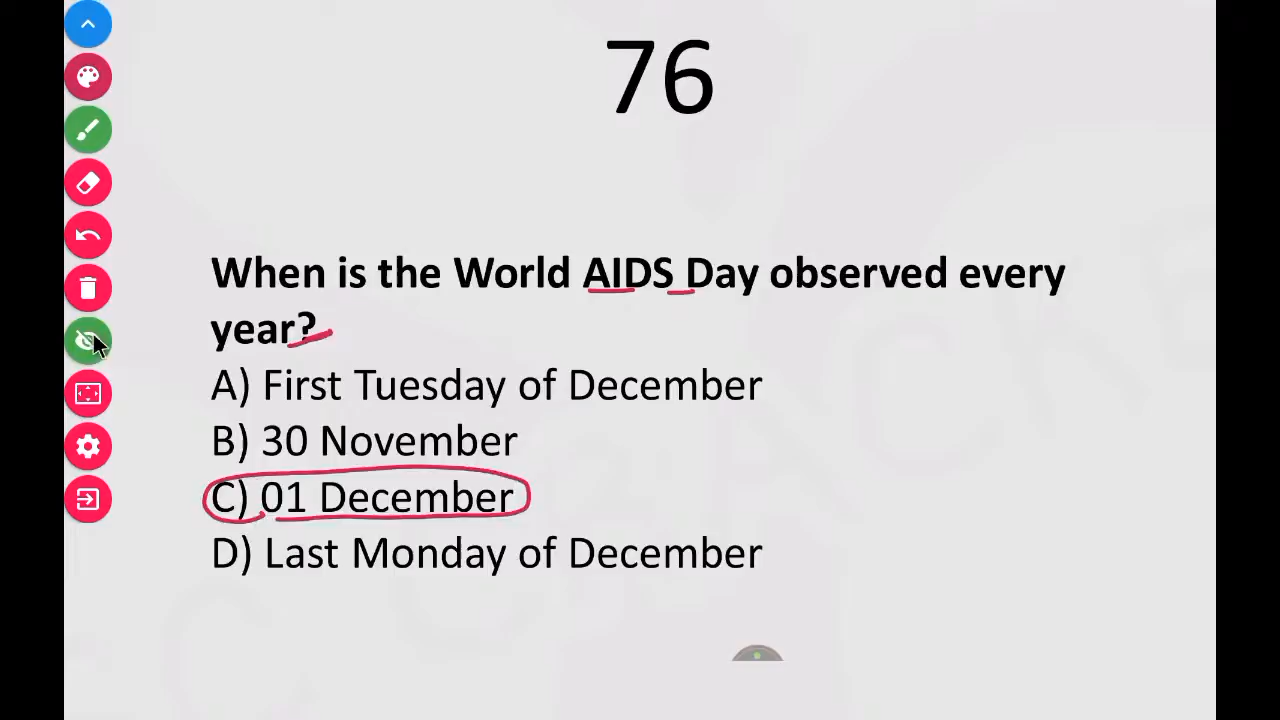 76
When is the World AIDS Day observed every
year?
A) First Tuesday of December
B) 30 November
C) 01 December
D) Last Monday of December